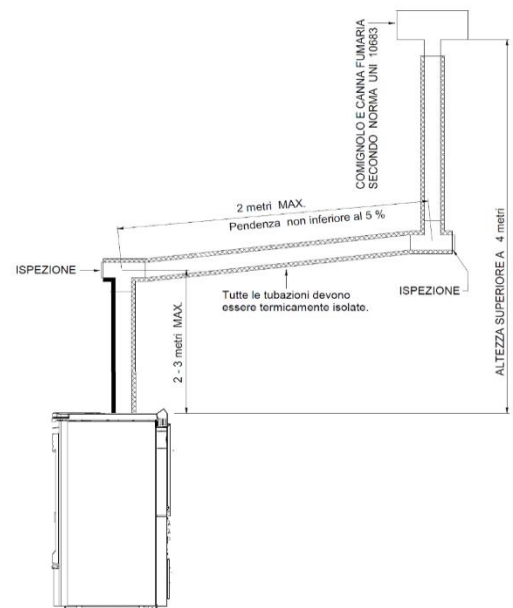 COMIGNOLO E CANNA FUMARIA
SECONDO NORMA UNI 10683
2 metri MAX.
Pendenza non inferiore al 5 %
ISPEZIONE
Tutte le tubazioni devono
essere termicamente isolate.
ISPEZIONE
2 - 3 metri MAX.
ALTEZZA SUPERIORE A 4 metri